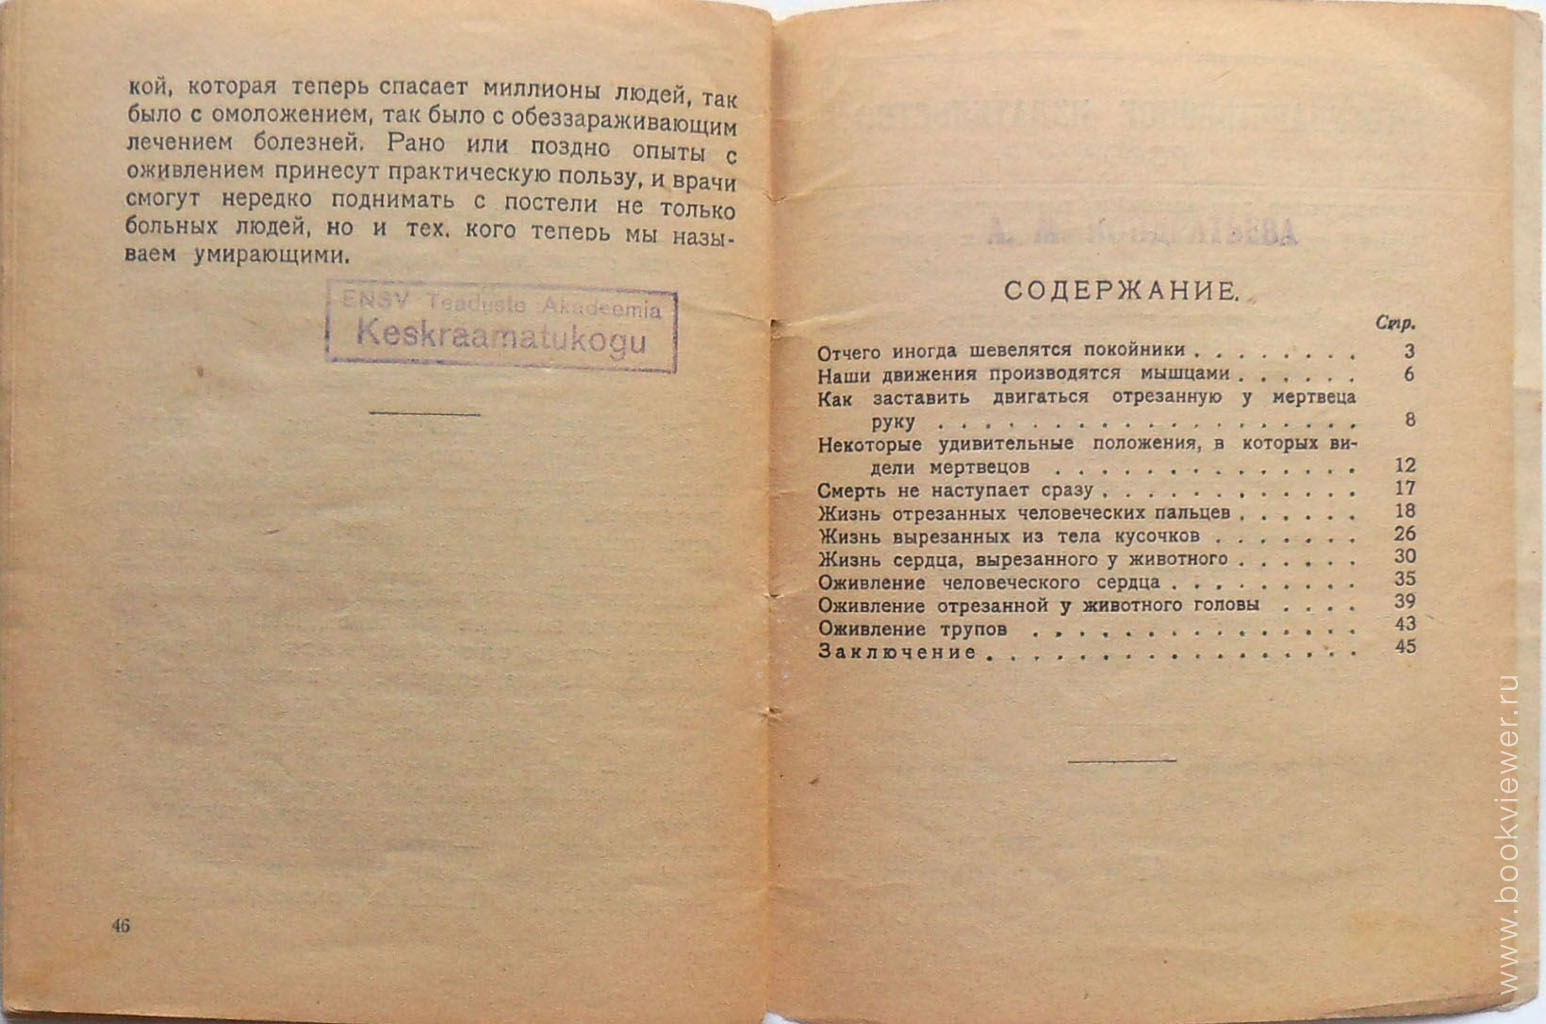 кой, которая теперь спасает миллионы людей, так
было с омоложением, так было с обеззараживающим
лечением болезней. Рано или поздно опыты с
оживлением принесут практическую пользу, и врачи
смогут нередко поднимать с постели не только
больных людей, но и тех, кого теперь мы назы-
ваем умирающими.
ENSV Teaduste Akadeemia
Keskraamatukogu
46
СОДЕРЖАНИЕ.
Стр.
Отчего иногда шевелятся покойники . . . . . . . . 3
Наши движения производятся мышцами . . . . . . 6
Как заставить двигаться отрезанную у мертвеца
руку . . . . . . . . . . . . . . . . . . 8
Некоторые удивительные положения, в которых ви-
дели мертвецов . . . . . . . . . . . . . . 12
Смерть не наступает сразу . . . . . . . . . . . . 17
Жизнь отрезанных человеческих пальцев . . . . . . 18
Жизнь вырезанных из тела кусочков . . . . . . . 26
Жизнь сердца, вырезанного у животного . . . . . . 30
Оживление человеческого сердца . . . . . . . . . 35
Оживление отрезанной у животного головы . . . . 39
Оживление трупов . . . . . . . . . . . . . . . 43
Заключение . . . . . . . . . . . . . . . . . 45
www.bookviewer.ru